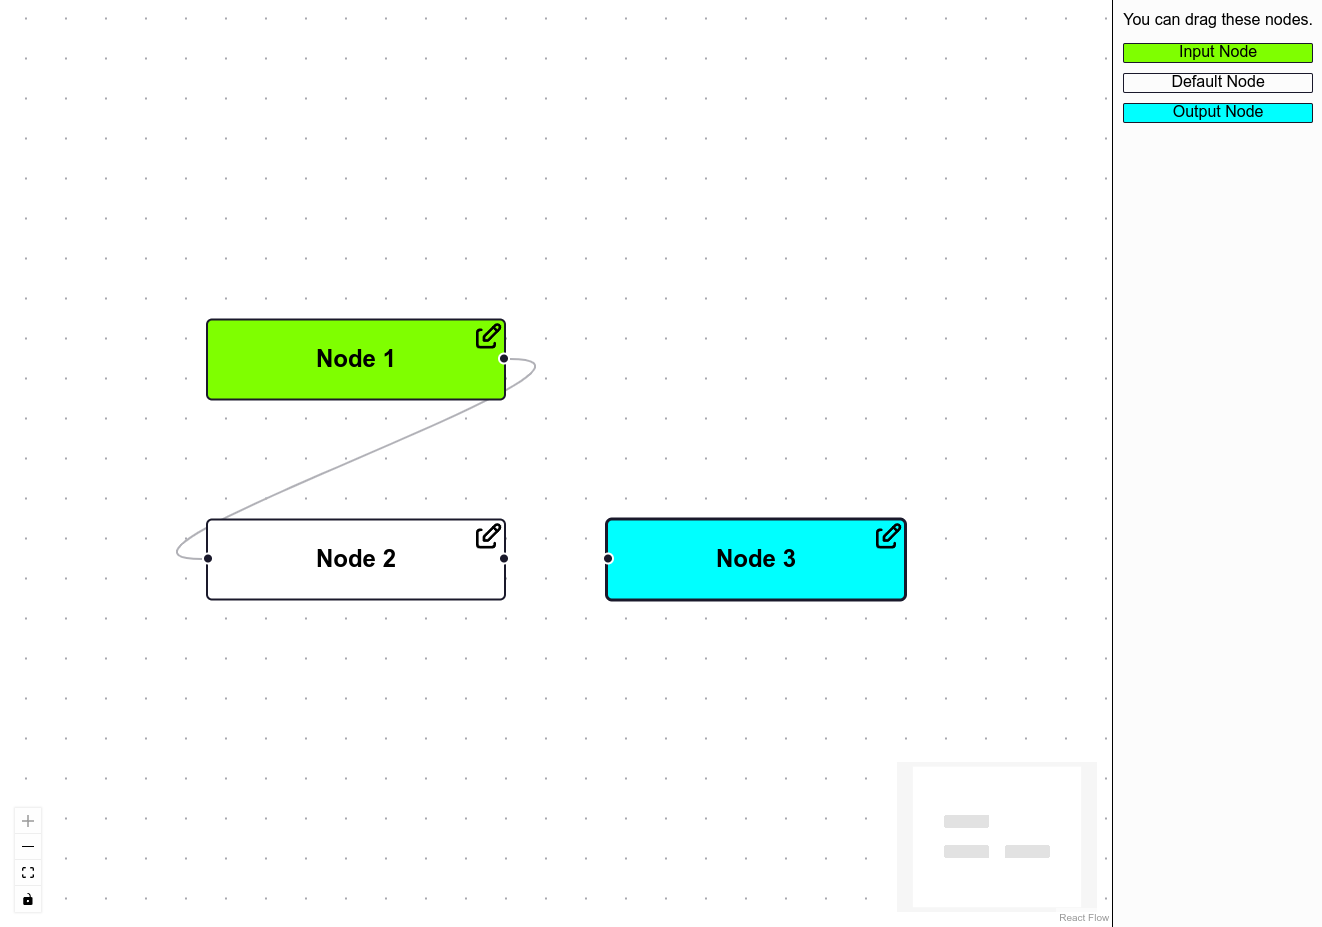 You can drag these nodes.
Input Node
Default Node
Output Node
Node 1
Node 2
Node 3
React Flow